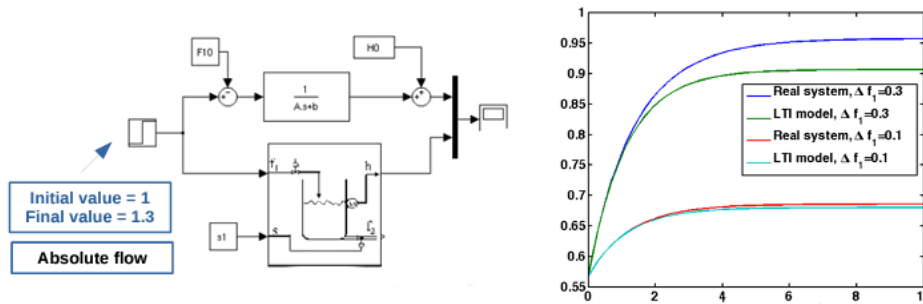 F10
H0
1
A.s+b
Initial value = 1
Final value = 1.3
Absolute flow
s1
f1
h
s
f2
0.95
0.9
0.85
0.8
0.75
0.7
0.65
0.6
0.55
0
2
4
6
8
10
Real system, Δ f1=0.3
LTI model, Δ f1=0.3
Real system, Δ f1=0.1
LTI model, Δ f1=0.1